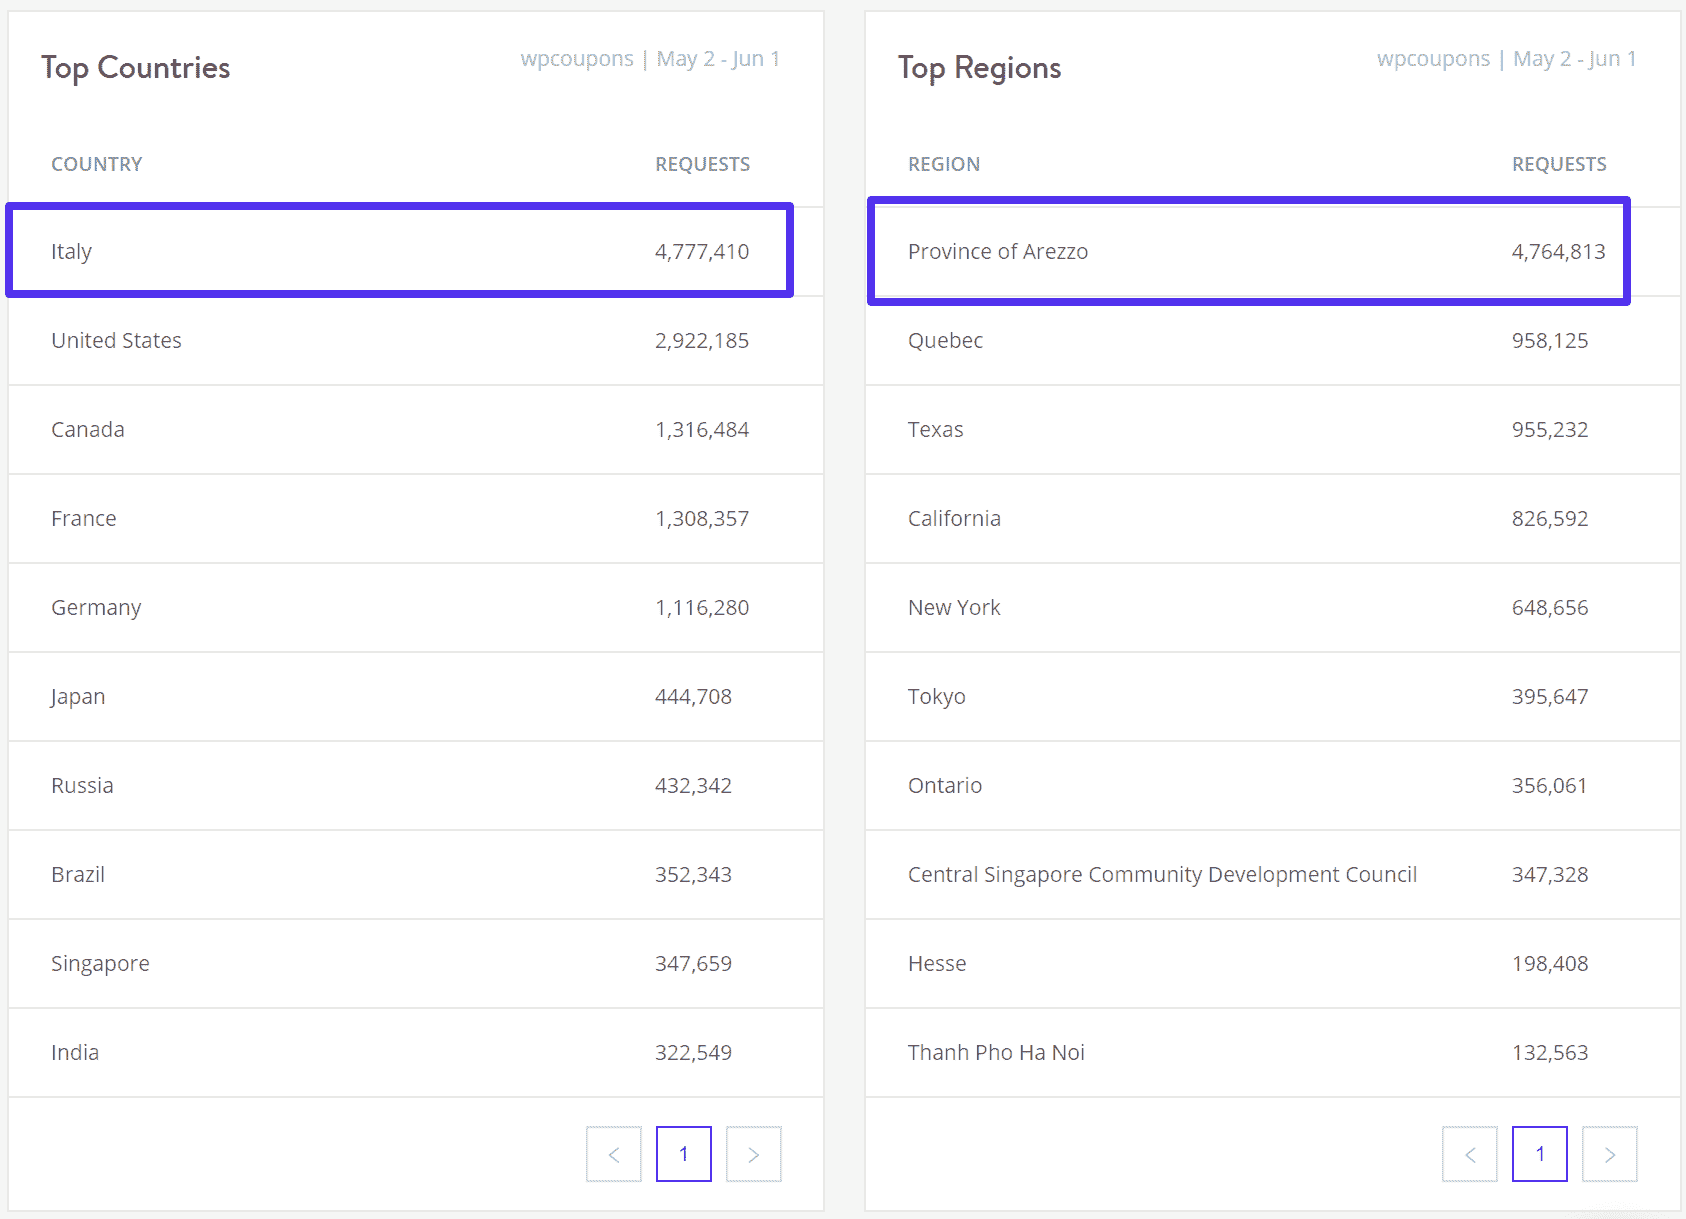 Top Countries
wpcoupons | May 2 - Jun 1
COUNTRY REQUESTS
Italy 4,777,410
United States 2,922,185
Canada 1,316,484
France 1,308,357
Germany 1,116,280
Japan 444,708
Russia 432,342
Brazil 352,343
Singapore 347,659
India 322,549
< 1 >
Top Regions
wpcoupons | May 2 - Jun 1
REGION REQUESTS
Province of Arezzo 4,764,813
Quebec 958,125
Texas 955,232
California 826,592
New York 648,656
Tokyo 395,647
Ontario 356,061
Central Singapore Community Development Council 347,328
Hesse 198,408
Thanh Pho Ha Noi 132,563
< 1 >